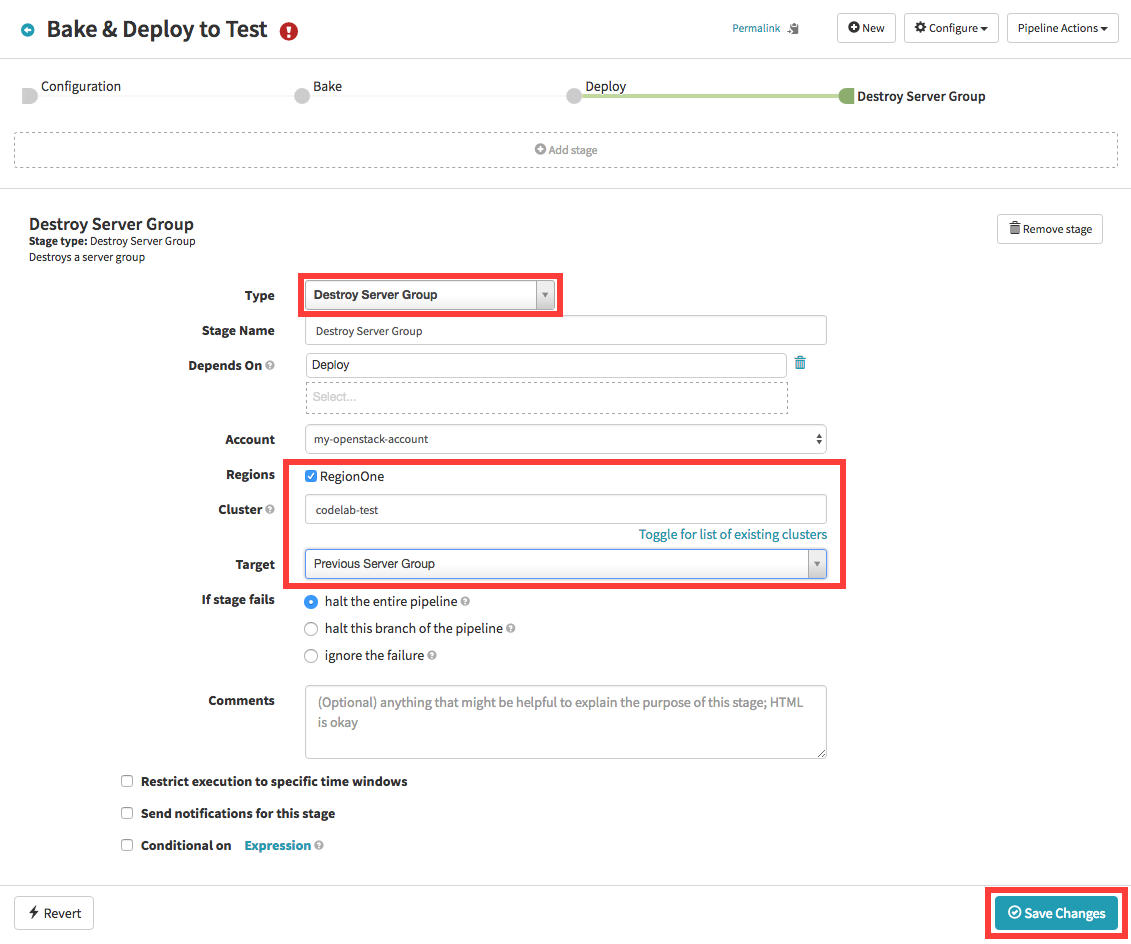 Bake & Deploy to Test
Permalink
New
Configure
Pipeline Actions
Configuration
Bake
Deploy
Destroy Server Group
Add stage
Destroy Server Group
Stage type: Destroy Server Group
Destroys a server group
Remove stage
Type
Destroy Server Group
Stage Name
Destroy Server Group
Depends On
Deploy
Select...
Account
my-openstack-account
Regions
RegionOne
Cluster
codelab-test
Toggle for list of existing clusters
Target
Previous Server Group
If stage fails
halt the entire pipeline
halt this branch of the pipeline
ignore the failure
Comments
(Optional) anything that might be helpful to explain the purpose of this stage; HTML
is okay
Restrict execution to specific time windows
Send notifications for this stage
Conditional on Expression
Revert
Save Changes